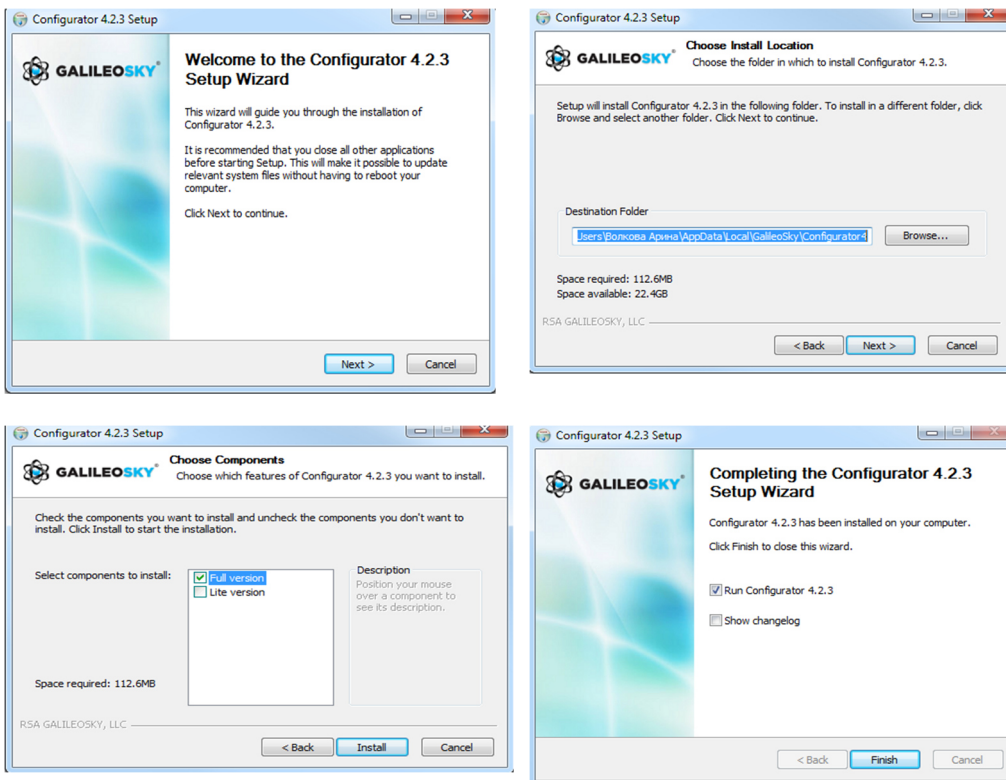 Configurator 4.2.3 Setup
GALILEOSKY
Welcome to the Configurator 4.2.3
Setup Wizard
This wizard will guide you through the installation of
Configurator 4.2.3.
It is recommended that you close all other applications
before starting Setup. This will make it possible to update
relevant system files without having to reboot your
computer.
Click Next to continue.
Next >
Cancel
Configurator 4.2.3 Setup
GALILEOSKY
Choose Install Location
Choose the folder in which to install Configurator 4.2.3.
Setup will install Configurator 4.2.3 in the following folder. To install in a different folder, click
Browse and select another folder. Click Next to continue.
Destination Folder
Users\Волкова Арина\AppData\Local\GalileoSky\Configurator4
Browse...
Space required: 112.6MB
Space available: 22.4GB
RSA GALILEOSKY, LLC
< Back
Next >
Cancel
Configurator 4.2.3 Setup
GALILEOSKY
Choose Components
Choose which features of Configurator 4.2.3 you want to install.
Check the components you want to install and uncheck the components you don't want to
install. Click Install to start the installation.
Select components to install:
Full version
Lite version
Description
Position your mouse
over a component to
see its description.
Space required: 112.6MB
RSA GALILEOSKY, LLC
< Back
Install
Cancel
Configurator 4.2.3 Setup
GALILEOSKY
Completing the Configurator 4.2.3
Setup Wizard
Configurator 4.2.3 has been installed on your computer.
Click Finish to close this wizard.
Run Configurator 4.2.3
Show changelog
< Back
Finish
Cancel